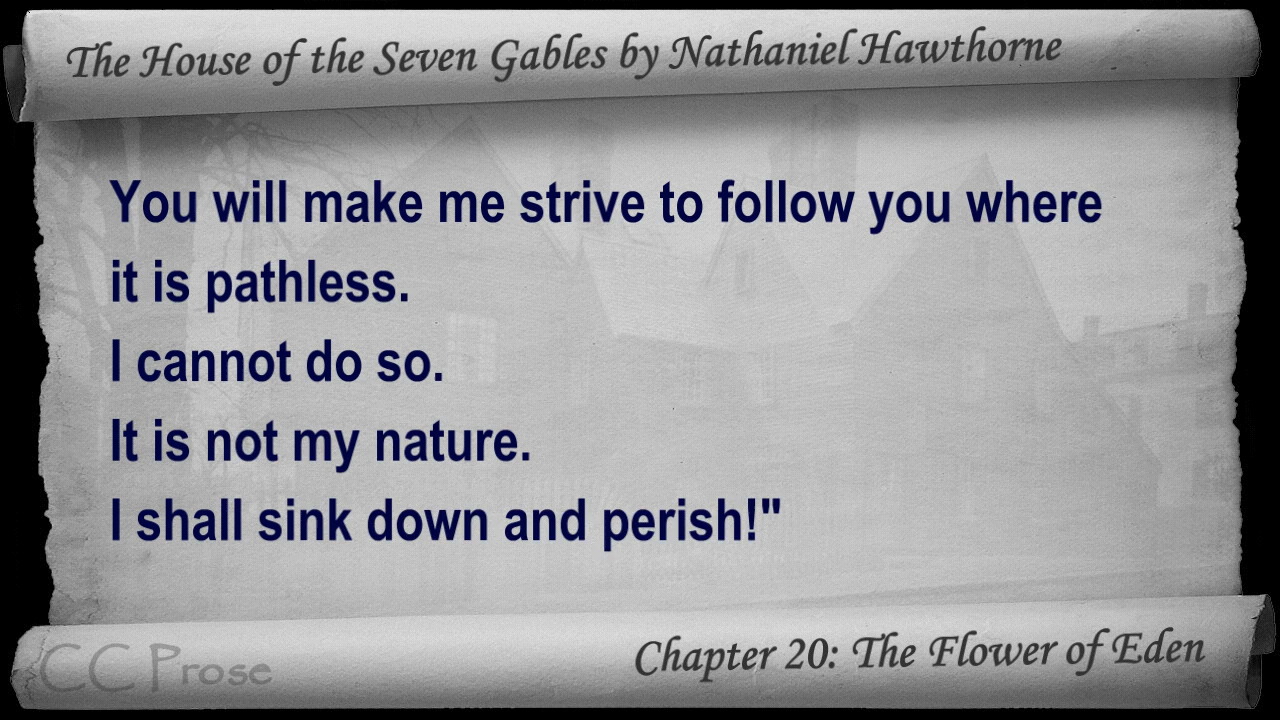 The House of the Seven Gables by Nathaniel Hawthorne
You will make me strive to follow you where
it is pathless.
I cannot do so.
It is not my nature.
I shall sink down and perish!"
CC Prose
Chapter 20: The Flower of Eden